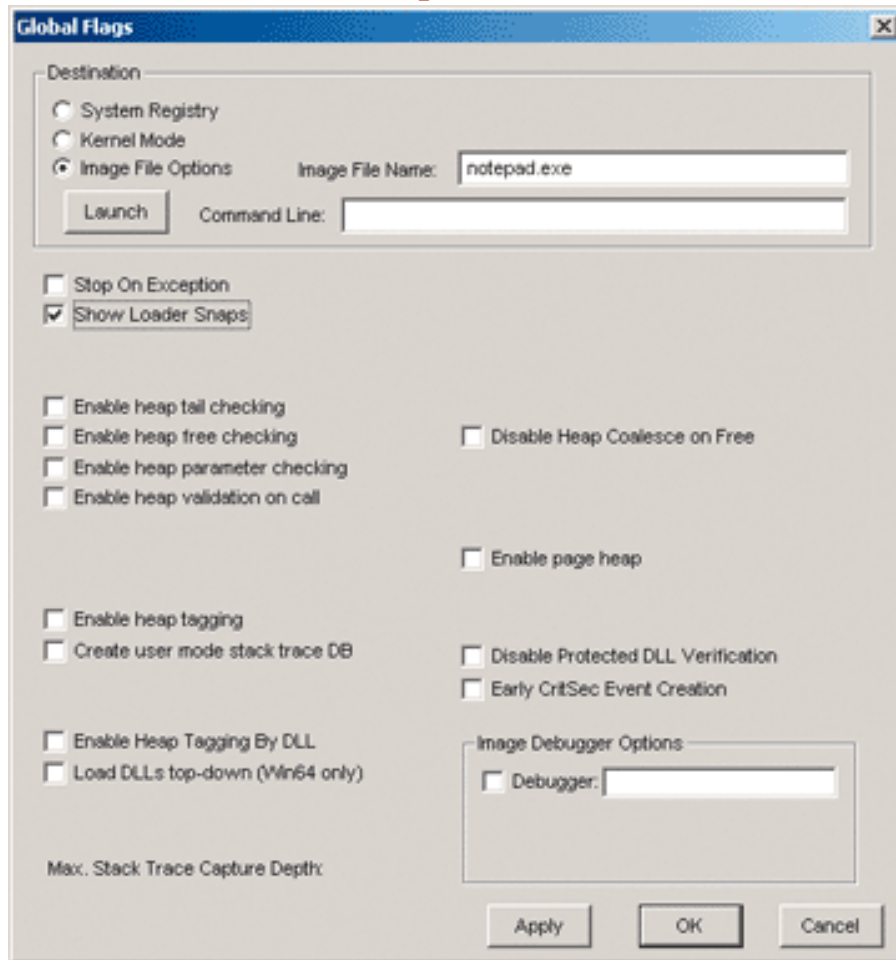 Global Flags
Destination
System Registry
Kernel Mode
Image File Options Image File Name: notepad.exe
Launch Command Line:
Stop On Exception
Show Loader Snaps
Enable heap tail checking
Enable heap free checking Disable Heap Coalesce on Free
Enable heap parameter checking
Enable heap validation on call
Enable page heap
Enable heap tagging
Create user mode stack trace DB Disable Protected DLL Verification
Early CritSec Event Creation
Enable Heap Tagging By DLL Image Debugger Options
Load DLLs top-down (Win64 only) Debugger:
Max. Stack Trace Capture Depth:
Apply OK Cancel